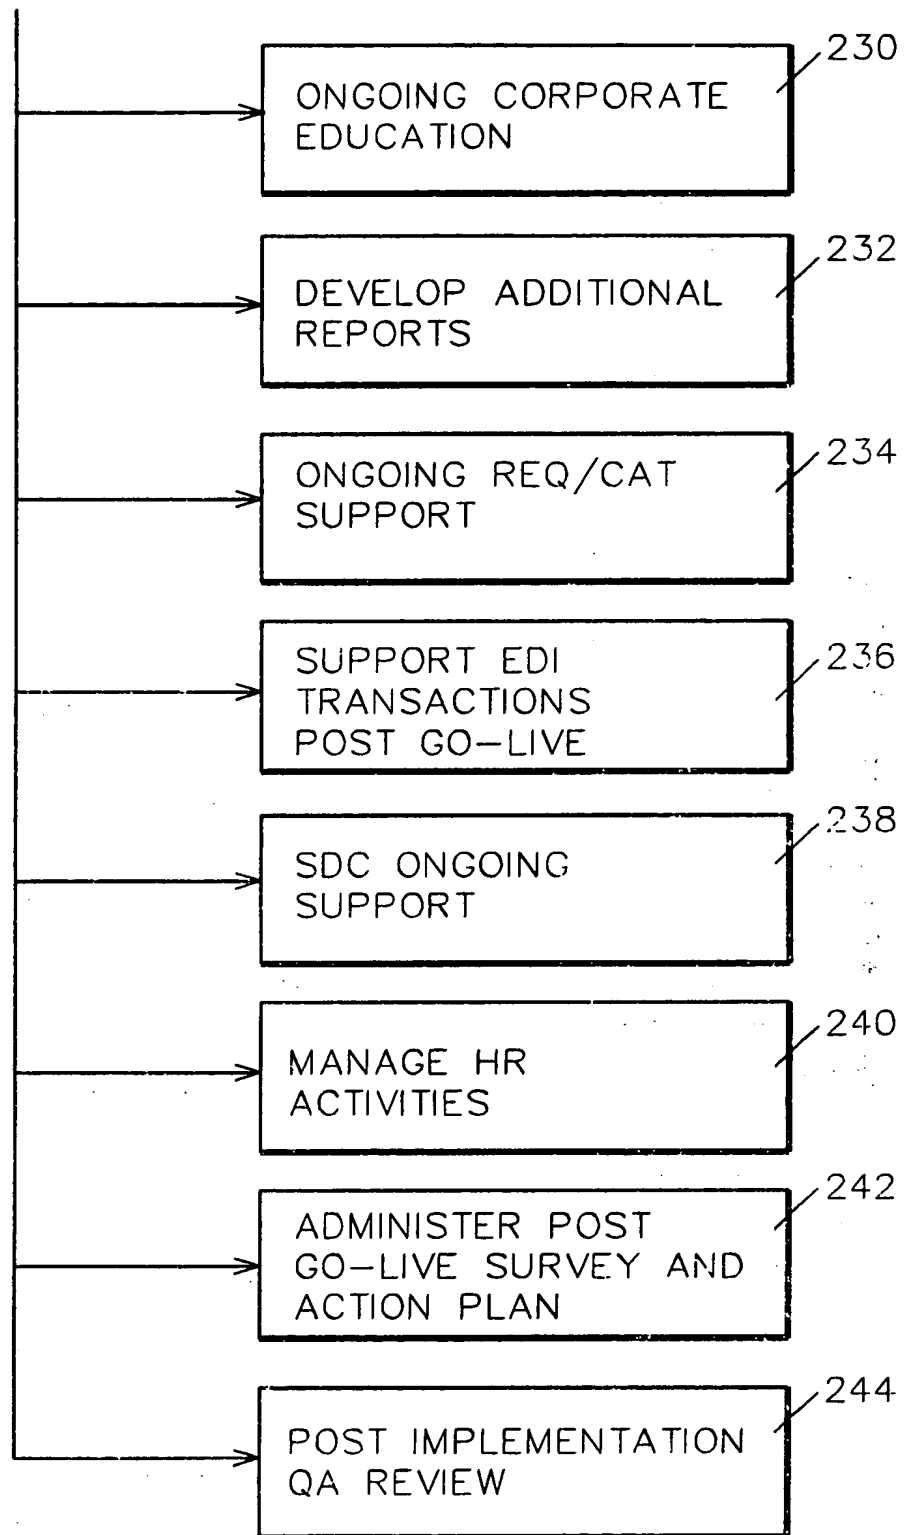 230
ONGOING CORPORATE
EDUCATION
232
DEVELOP ADDITIONAL
REPORTS
234
ONGOING REQ/CAT
SUPPORT
236
SUPPORT EDI
TRANSACTIONS
POST GO-LIVE
238
SDC ONGOING
SUPPORT
240
MANAGE HR
ACTIVITIES
242
ADMINISTER POST
GO-LIVE SURVEY AND
ACTION PLAN
244
POST IMPLEMENTATION
QA REVIEW